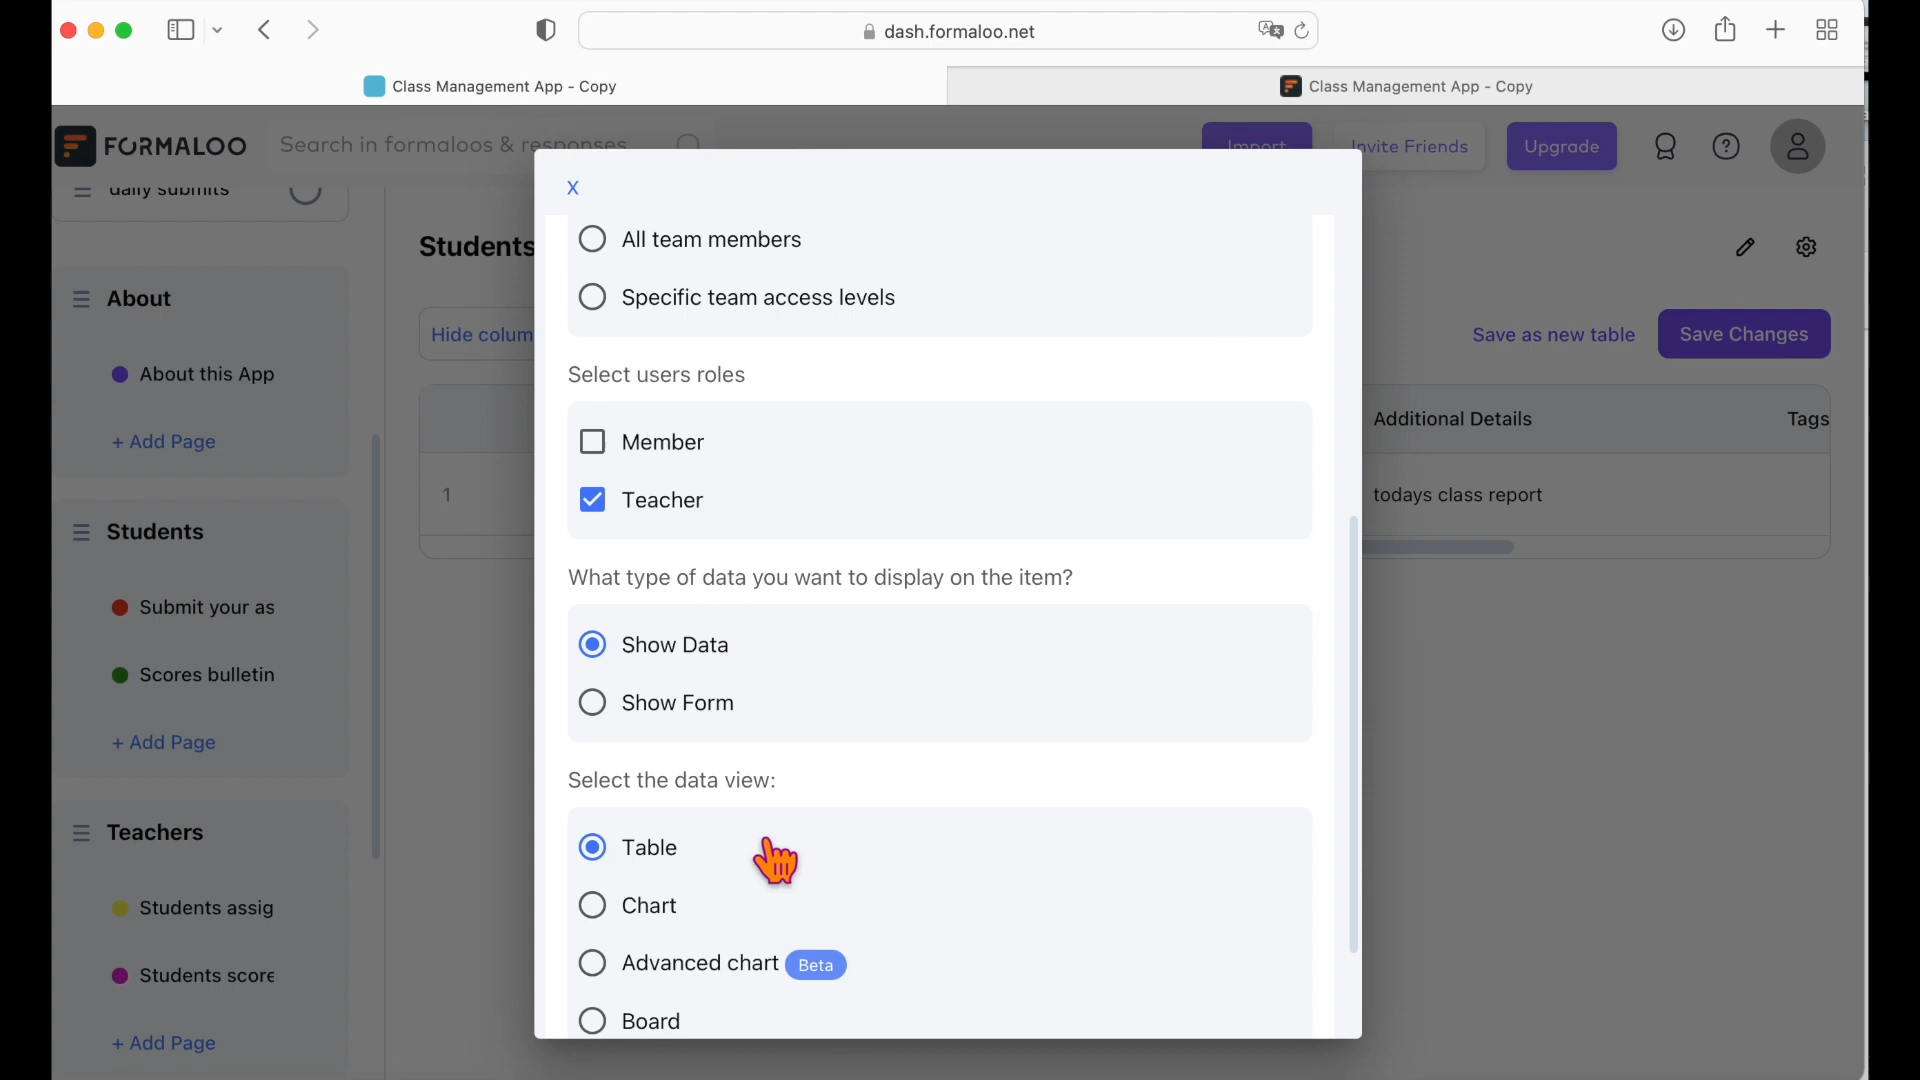 dash.formaloo.net
Class Management App - Copy
Class Management App - Copy
FORMALOO
Search in formaloos & responses
Import
Invite Friends
Upgrade
daily submits
About
About this App
+ Add Page
Students
Submit your as
Scores bulletin
+ Add Page
Teachers
Students assig
Students score
+ Add Page
Students
Hide colum
Save as new table
Save Changes
Additional Details
Tags
1
todays class report
X
All team members
Specific team access levels
Select users roles
Member
Teacher
What type of data you want to display on the item?
Show Data
Show Form
Select the data view:
Table
Chart
Advanced chart Beta
Board